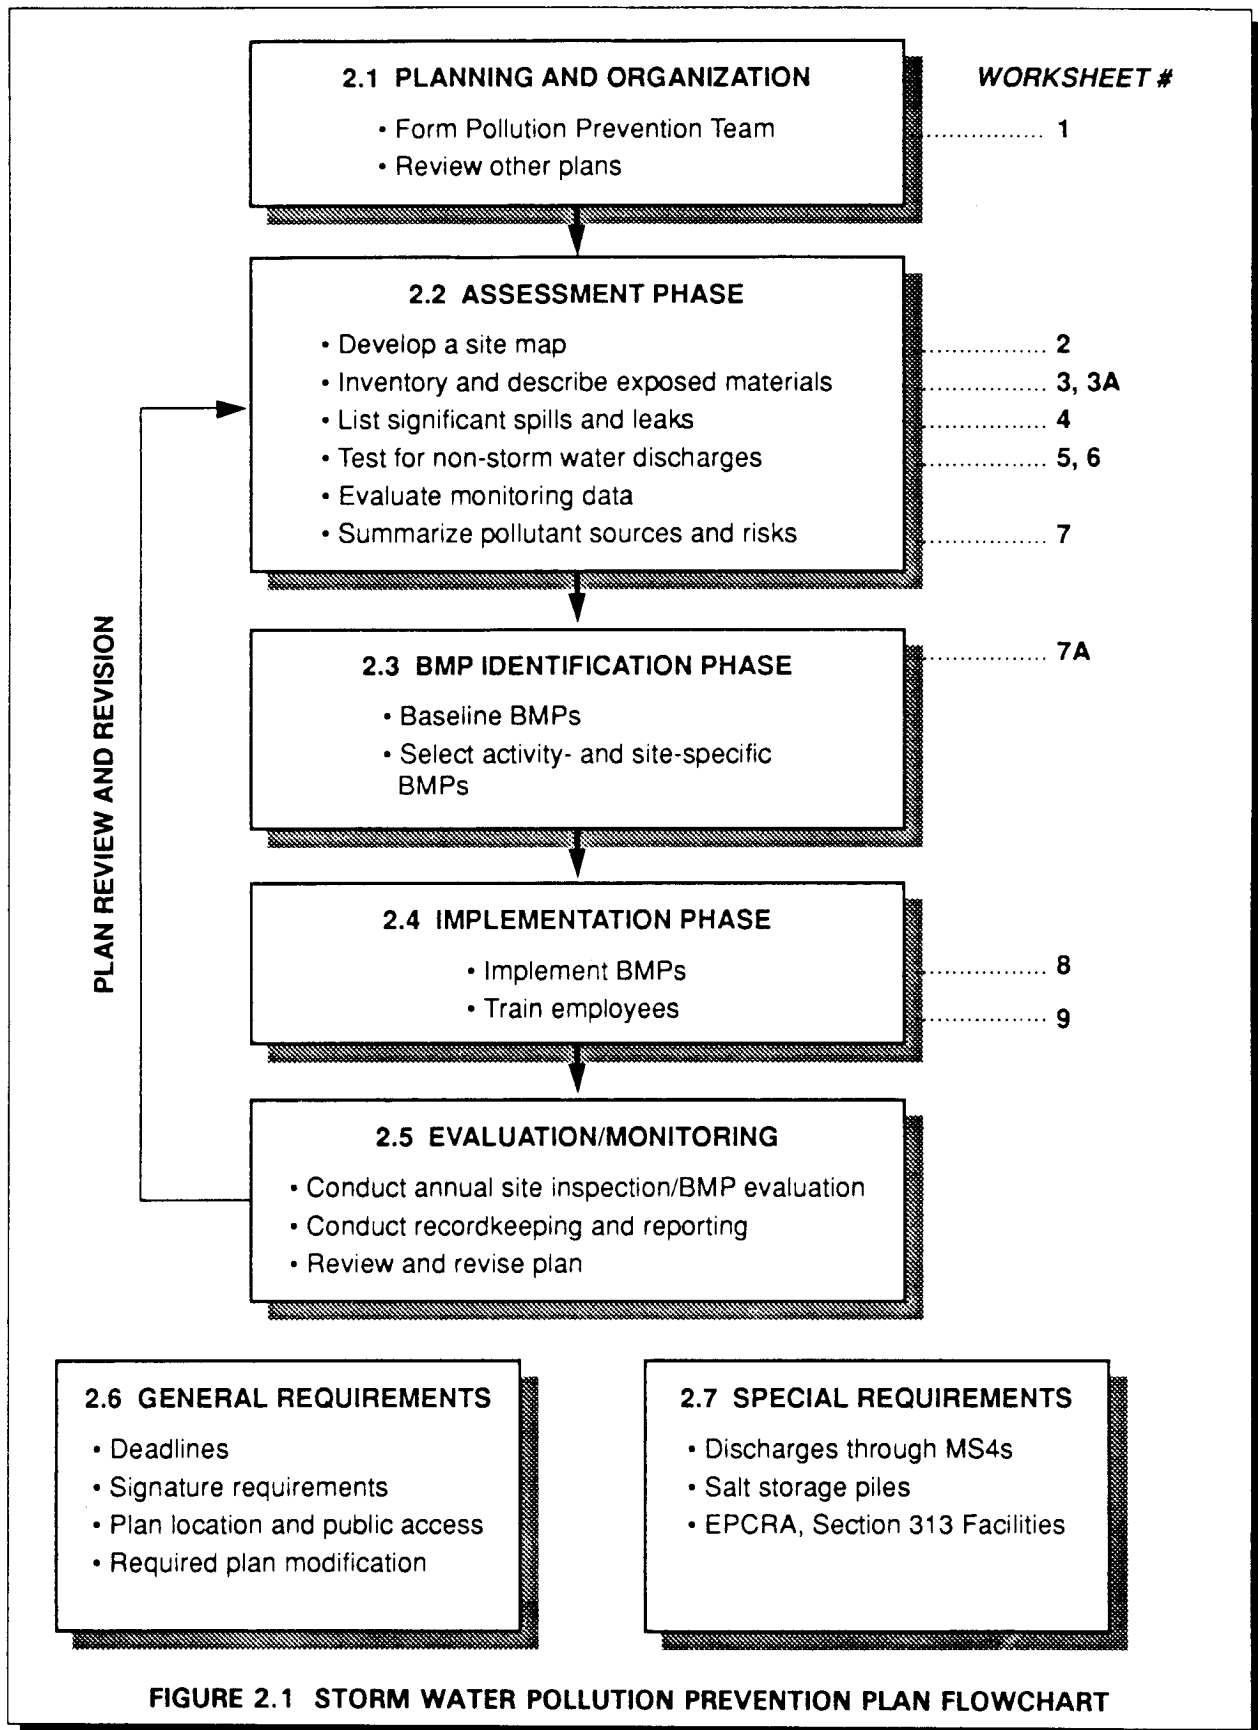 2.1 PLANNING AND ORGANIZATION
WORKSHEET #
• Form Pollution Prevention Team ............... 1
• Review other plans
2.2 ASSESSMENT PHASE
• Develop a site map ................ 2
• Inventory and describe exposed materials ................ 3, 3A
• List significant spills and leaks ................ 4
• Test for non-storm water discharges ................ 5, 6
• Evaluate monitoring data
• Summarize pollutant sources and risks ................ 7
2.3 BMP IDENTIFICATION PHASE ................ 7A
• Baseline BMPs
• Select activity- and site-specific
BMPs
2.4 IMPLEMENTATION PHASE
• Implement BMPs ................ 8
• Train employees ................ 9
2.5 EVALUATION/MONITORING
• Conduct annual site inspection/BMP evaluation
• Conduct recordkeeping and reporting
• Review and revise plan
PLAN REVIEW AND REVISION
2.6 GENERAL REQUIREMENTS
• Deadlines
• Signature requirements
• Plan location and public access
• Required plan modification
2.7 SPECIAL REQUIREMENTS
• Discharges through MS4s
• Salt storage piles
• EPCRA, Section 313 Facilities
FIGURE 2.1 STORM WATER POLLUTION PREVENTION PLAN FLOWCHART